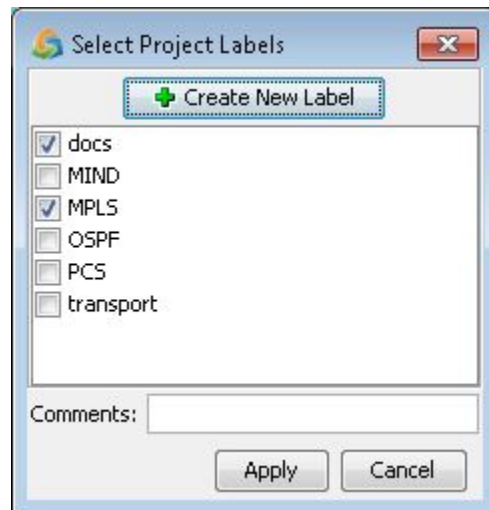 Select Project Labels
Create New Label
docs
MIND
MPLS
OSPF
PCS
transport
Comments:
Apply Cancel